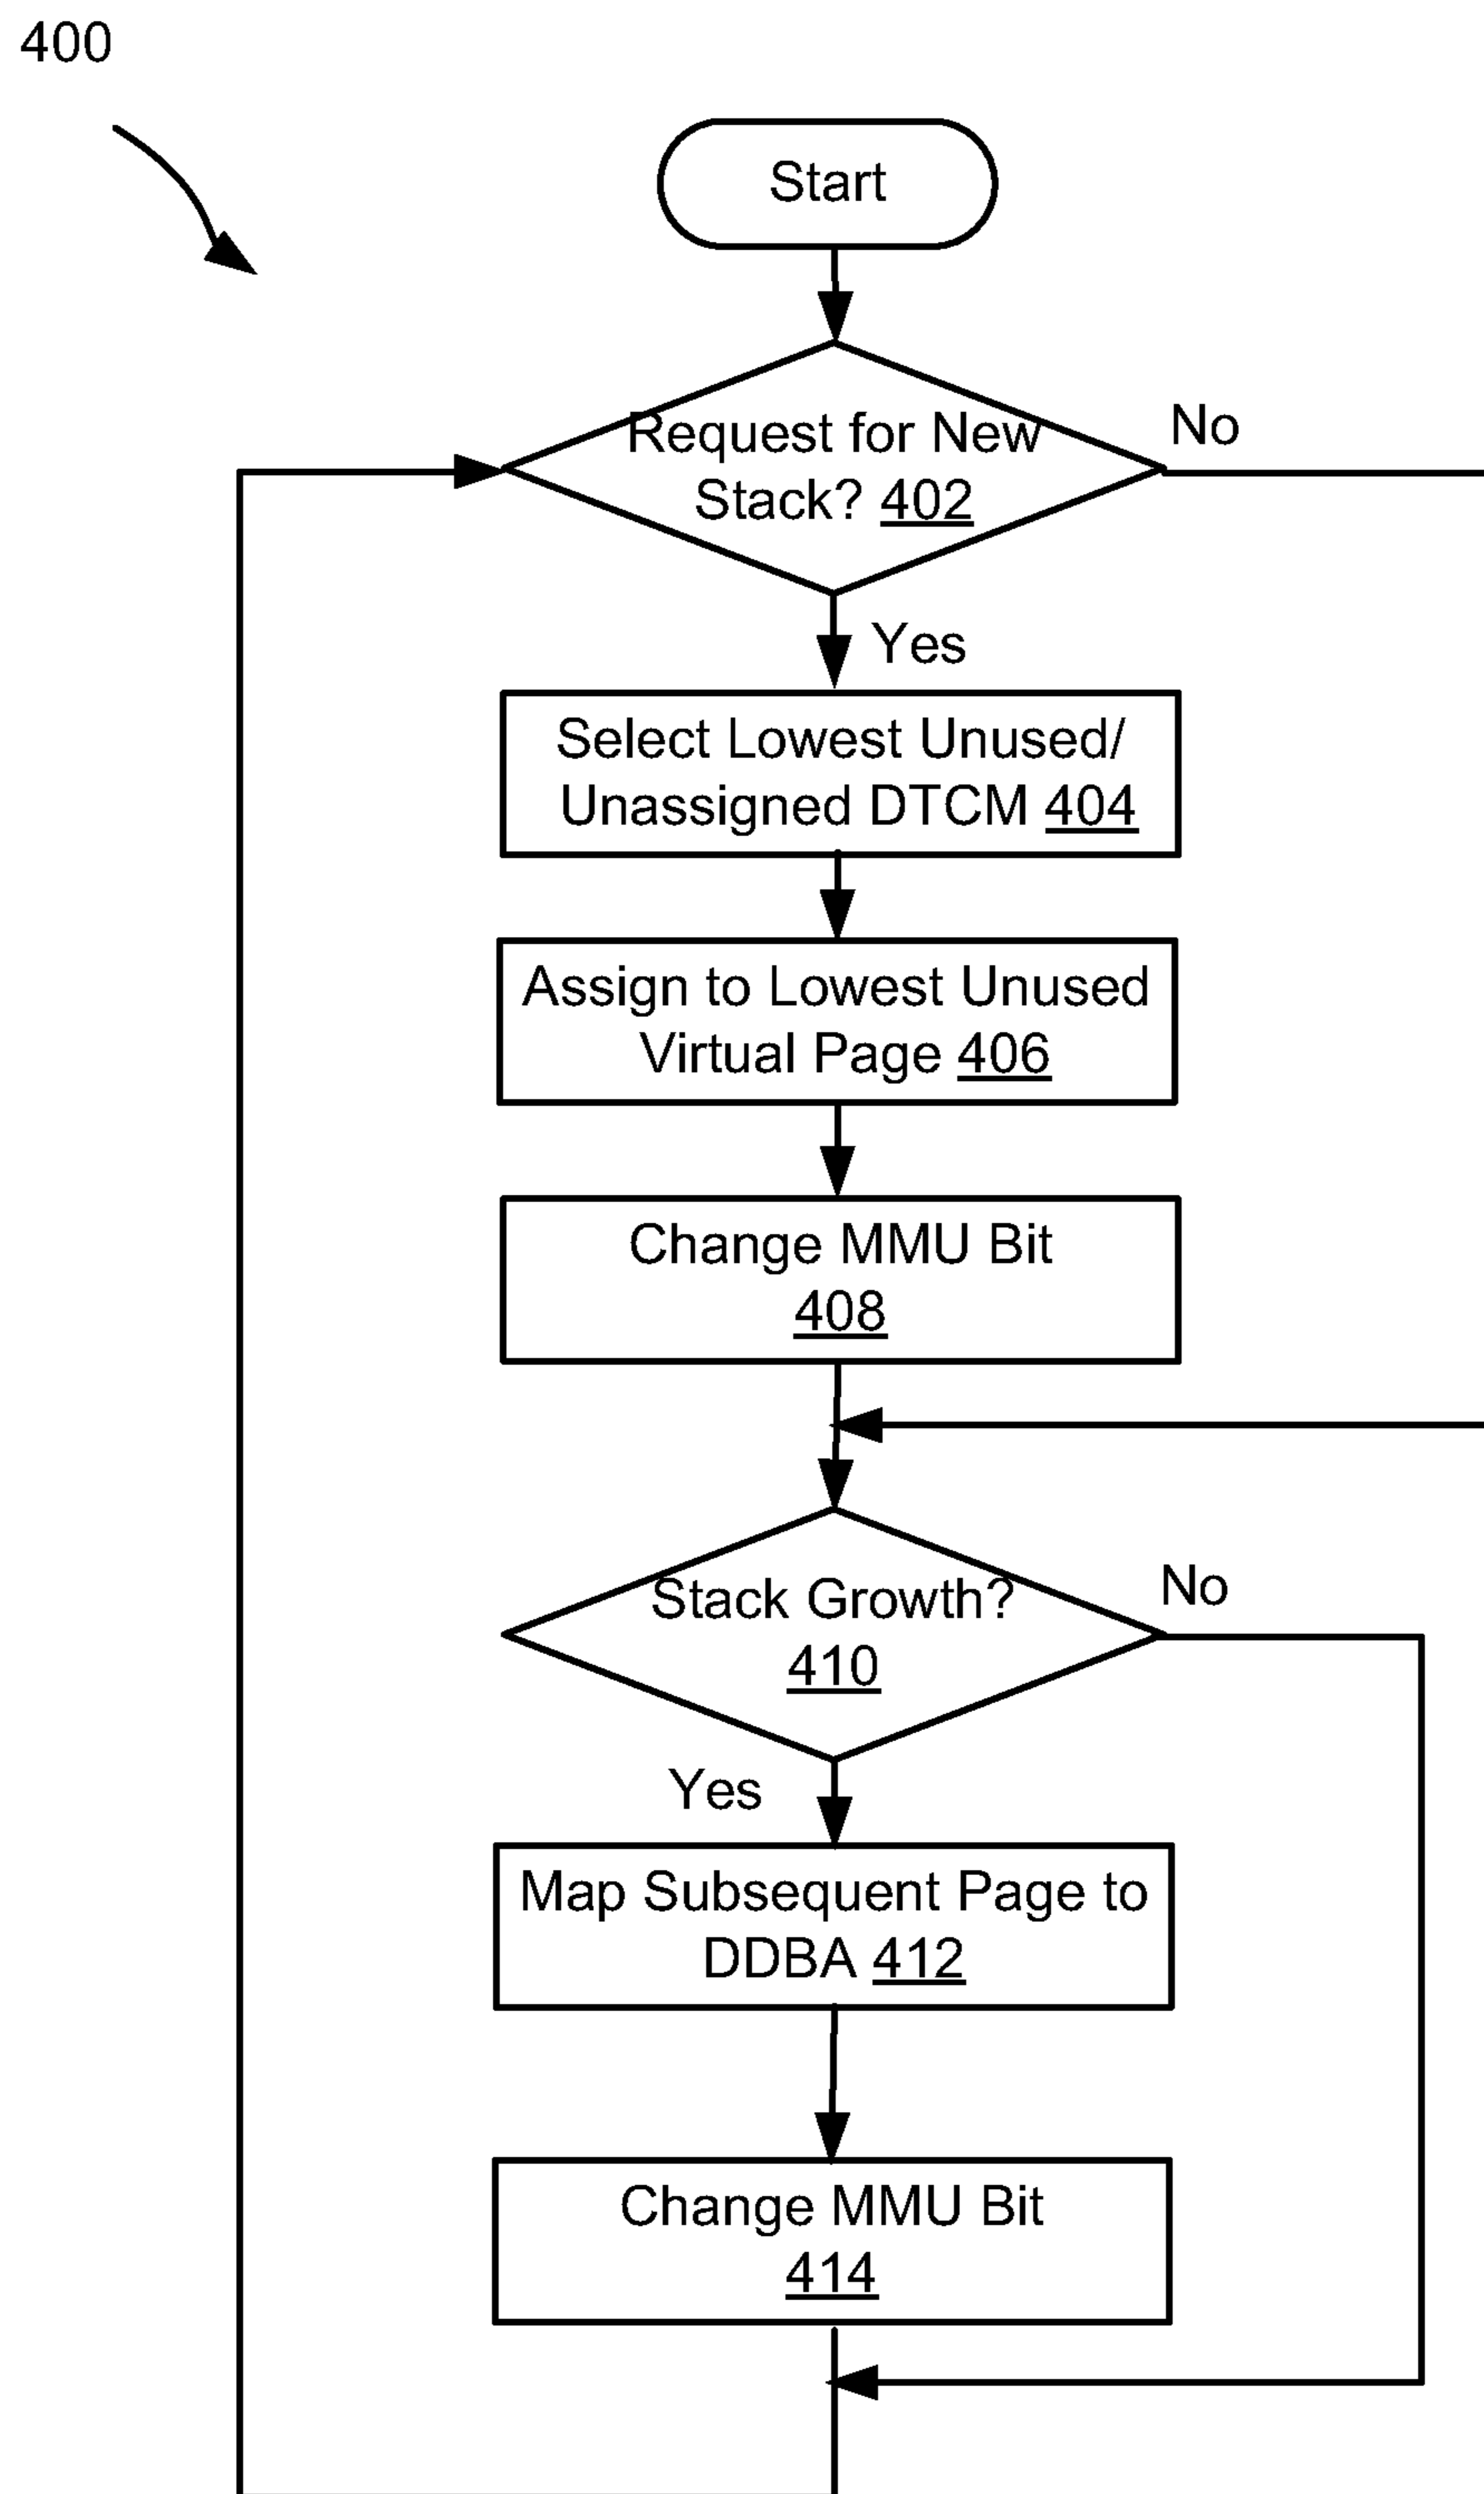 400
Start
Request for New
Stack? 402
No
Yes
Select Lowest Unused/
Unassigned DTCM 404
Assign to Lowest Unused
Virtual Page 406
Change MMU Bit
408
Stack Growth?
410
No
Yes
Map Subsequent Page to
DDBA 412
Change MMU Bit
414